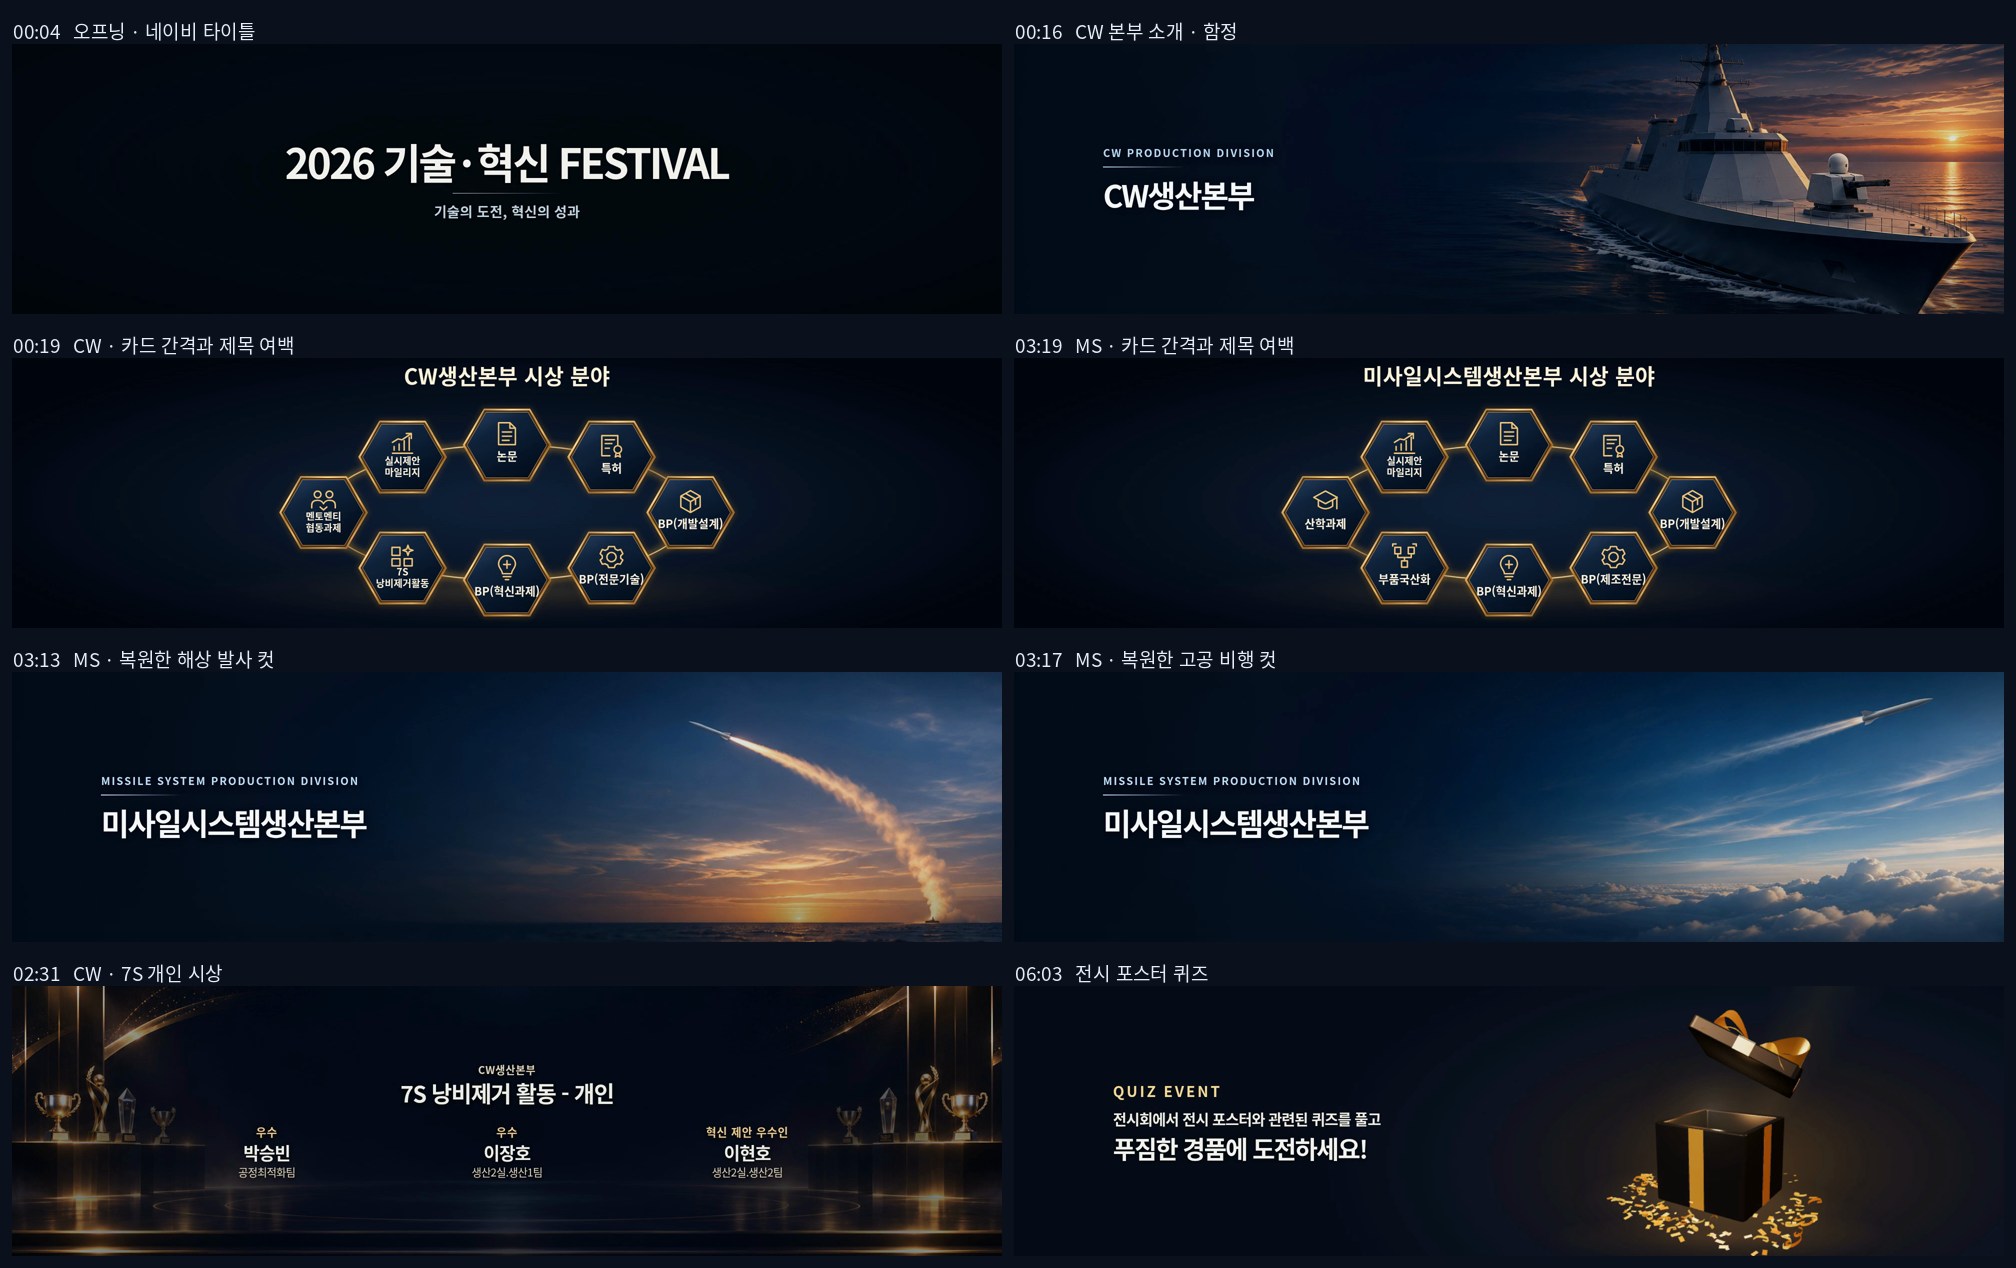 00:04 오프닝 · 네이비 타이틀
2026 기술·혁신 FESTIVAL
기술의 도전, 혁신의 성과
00:16 CW 본부 소개 · 함정
CW PRODUCTION DIVISION
CW생산본부
00:19 CW · 카드 간격과 제목 여백
CW생산본부 시상 분야
실시제안
마일리지
논문
특허
멘토멘티
협동과제
BP(개발설계)
7S
낭비제거활동
BP(혁신과제)
BP(전문기술)
03:19 MS · 카드 간격과 제목 여백
미사일시스템생산본부 시상 분야
실시제안
마일리지
논문
특허
산학과제
BP(개발설계)
부품국산화
BP(혁신과제)
BP(제조전문)
03:13 MS · 복원한 해상 발사 컷
MISSILE SYSTEM PRODUCTION DIVISION
미사일시스템생산본부
03:17 MS · 복원한 고공 비행 컷
MISSILE SYSTEM PRODUCTION DIVISION
미사일시스템생산본부
02:31 CW · 7S 개인 시상
CW생산본부
7S 낭비제거 활동 - 개인
우수
박승빈
공정최적화팀
우수
이장호
생산2실.생산1팀
혁신 제안 우수인
이현호
생산2실.생산2팀
06:03 전시 포스터 퀴즈
QUIZ EVENT
전시회에서 전시 포스터와 관련된 퀴즈를 풀고
푸짐한 경품에 도전하세요!